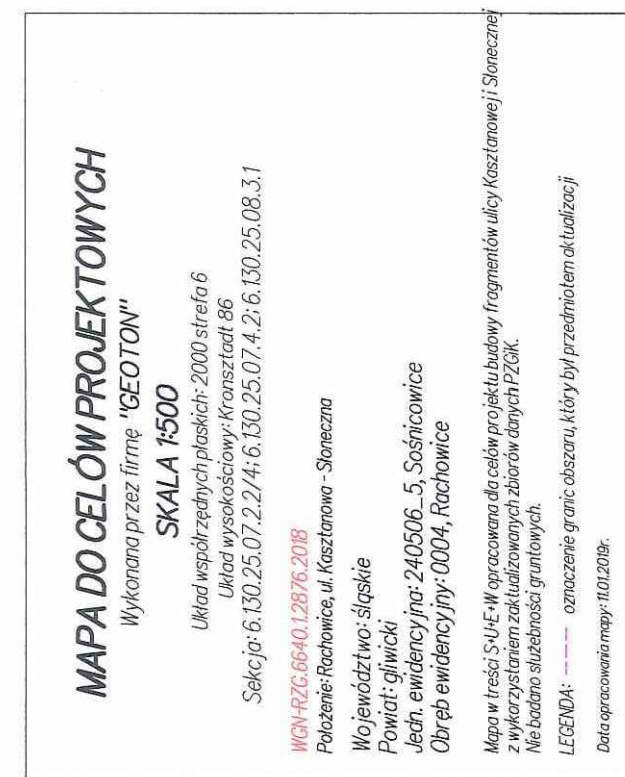 MAPA DO CELÓW PROJEKTOWYCH
Wykonana przez firmę "GEOTON"
SKALA 1:500
Układ współrzędnych płaskich: 2000 strefa 6
Układ wysokościowy: Kronsztadt 86
Sekcja: 6.130.25.07.2.2/4; 6.130.25.07.4.2; 6.130.25.08.3.1
WGN-RZG.6640.1.2876.2018
Położenie: Rachowice, ul. Kasztanowa - Słoneczna
Województwo: śląskie
Powiat: gliwicki
Jedn. ewidencyjna: 240506_5, Sośnicowice
Obręb ewidencyjny: 0004, Rachowice
Mapa w treści S+U+E+W opracowana dla celów projektu budowy fragmentów ulicy Kasztanowej i Słonecznej
z wykorzystaniem zaktualizowanych zbiorów danych PZGiK.
Nie badano służebności gruntowych.
LEGENDA: ---- oznaczenie granic obszaru, który był przedmiotem aktualizacji
Data opracowania mapy: 11.01.2019r.